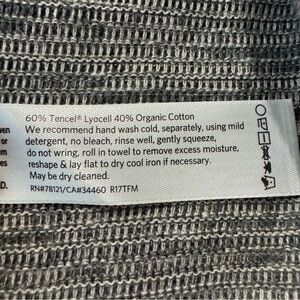 60% Tencel® Lyocell 40% Organic Cotton
We recommend hand wash cold, separately, using mild
detergent, no bleach, rinse well, gently squeeze,
do not wring, roll in towel to remove excess moisture,
reshape & lay flat to dry cool iron if necessary.
May be dry cleaned.
RN#78121/CA#34460 R17TFM